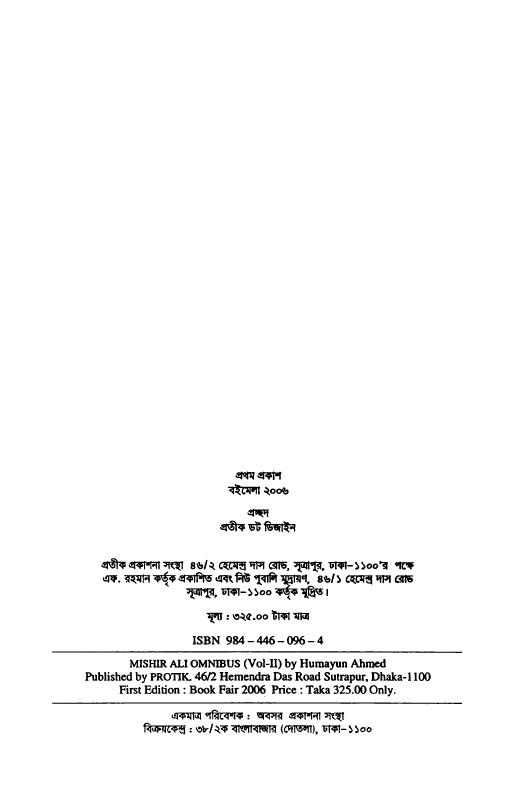 প্রথম প্রকাশ
বইমেলা ২০০৬
প্রচ্ছদ
প্রতীক ডট ডিজাইন
প্রতীক প্রকাশনা সংস্থা ৪৬/২ হেমেন্দ্র দাস রোড, সূত্রাপুর, ঢাকা-১১০০'র পক্ষে
এফ. রহমান কর্তৃক প্রকাশিত এবং নিউ পুবালি মুদ্রায়ণ, ৪৬/১ হেমেন্দ্র দাস রোড
সূত্রাপুর, ঢাকা-১১০০ কর্তৃক মুদ্রিত।
মূল্য : ৩২৫.০০ টাকা মাত্র
ISBN 984 – 446 – 096 – 4
MISHIR ALI OMNIBUS (Vol-II) by Humayun Ahmed
Published by PROTIK. 46/2 Hemendra Das Road Sutrapur, Dhaka-1100
First Edition : Book Fair 2006 Price : Taka 325.00 Only.
একমাত্র পরিবেশক : অবসর প্রকাশনা সংস্থা
বিক্রয়কেন্দ্র : ৩৮/২ক বাংলাবাজার (দোতলা), ঢাকা-১১০০